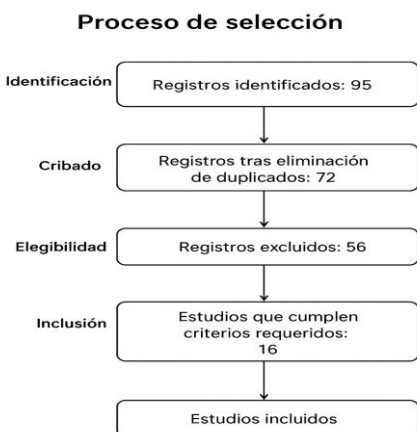 Proceso de selección
Identificación
Registros identificados: 95
Cribado
Registros tras eliminación
de duplicados: 72
Elegibilidad
Registros excluidos: 56
Inclusión
Estudios que cumplen
criterios requeridos:
16
Estudios incluidos